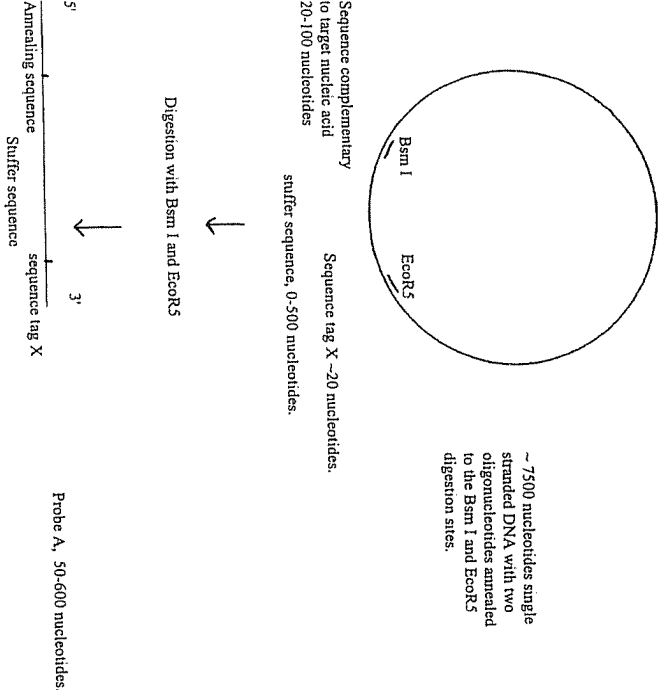 ~ 7500 nucleotides single
stranded DNA with two
oligonucleotides annealed
to the Bsm I and EcoR5
digestion sites.
Bsm I
EcoR5
Sequence complementary
to target nucleic acid
20-100 nucleotides
Sequence tag X ~20 nucleotides.
stuffer sequence, 0-500 nucleotides.
Digestion with Bsm I and EcoR5
5'
3'
Annealing sequence
Stuffer sequence
sequence tag X
Probe A, 50-600 nucleotides.